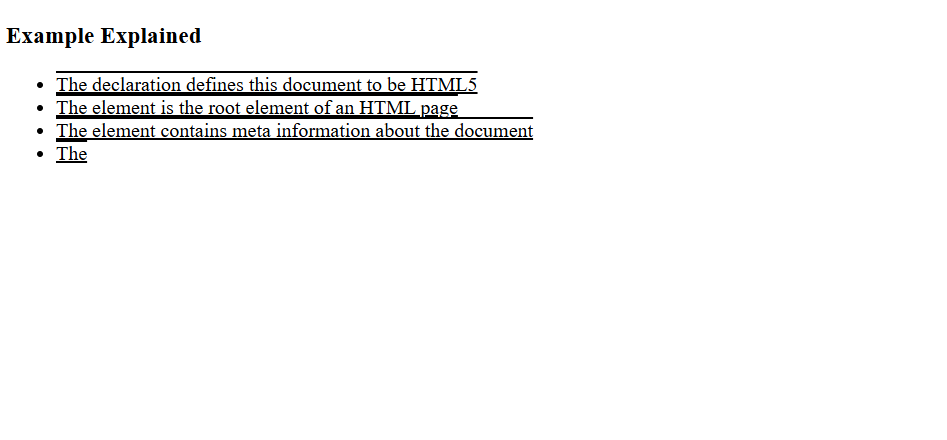 Example Explained
The declaration defines this document to be HTML5
The element is the root element of an HTML page
The element contains meta information about the document
The